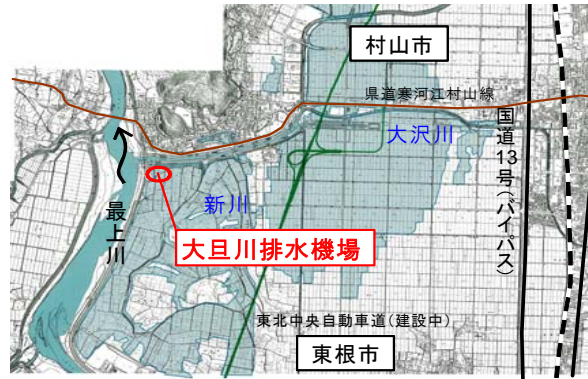 村山市
県道寒河江村山線
大沢川
国道13号(バイパス)
新川
最上川
大旦川排水機場
東北中央自動車道(建設中)
東根市